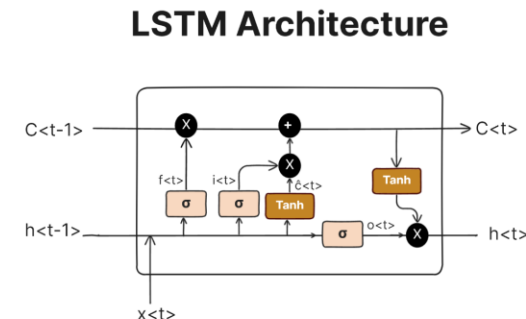 LSTM Architecture
C<t-1> X + C<t>
X
f<t> i<t> ĉ<t> Tanh
σ σ Tanh
o<t>
h<t-1> σ X h<t>
x<t>